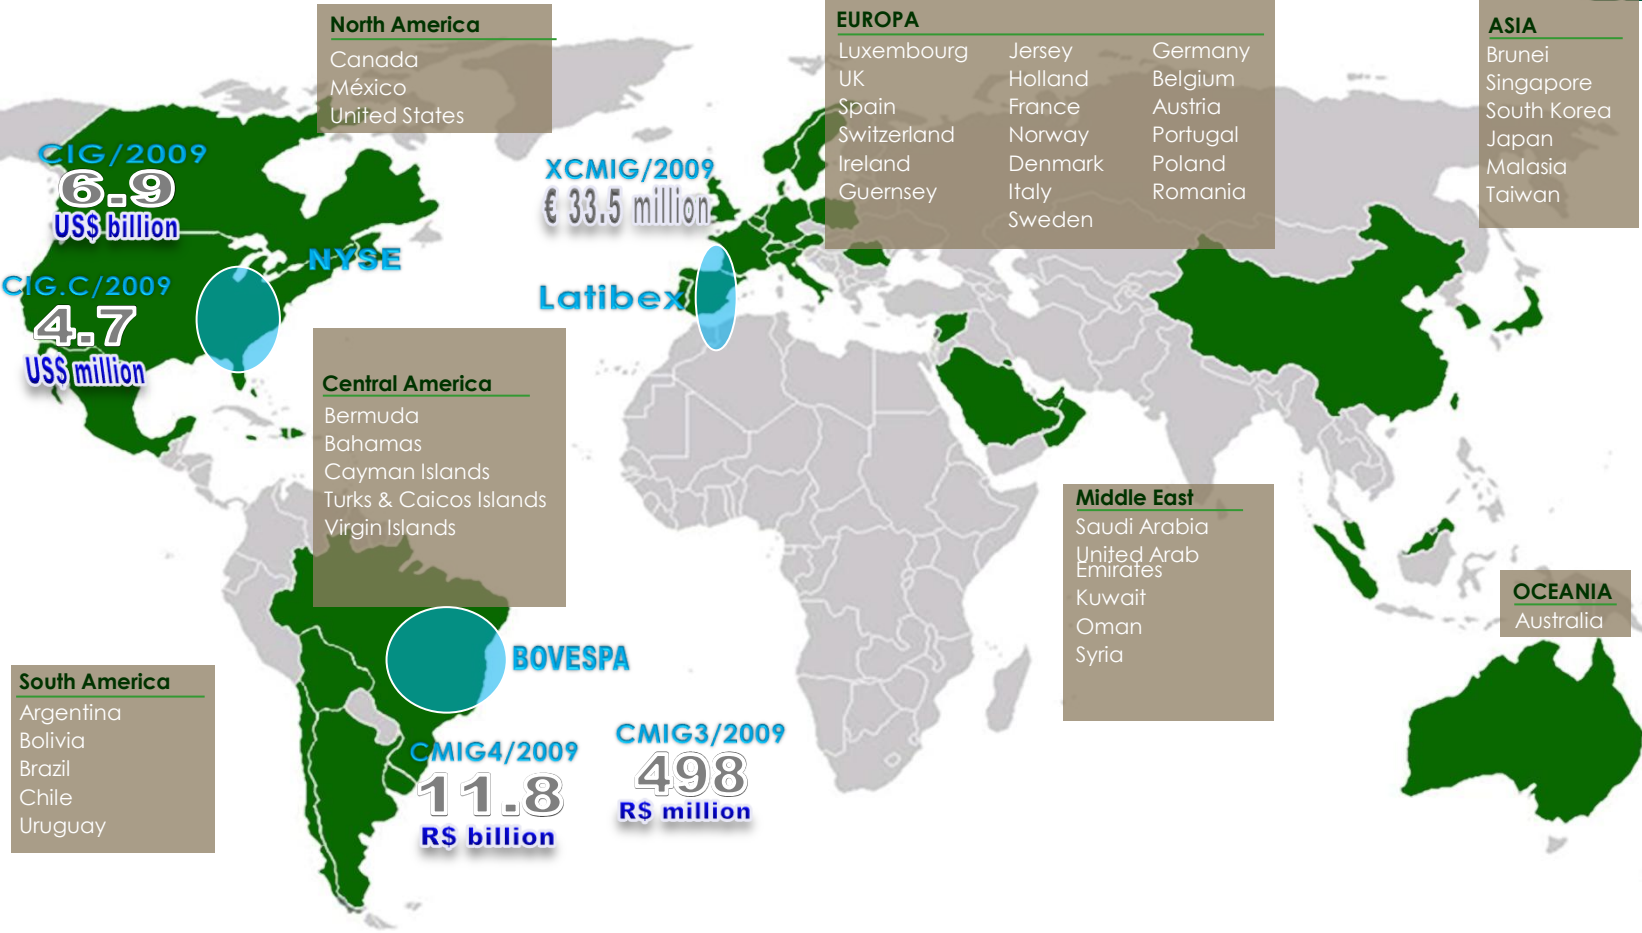 North America
Canada
México
United States
EUROPA
Luxembourg
UK
Spain
Switzerland
Ireland
Guernsey
Jersey
Holland
France
Norway
Denmark
Italy
Sweden
Germany
Belgium
Austria
Portugal
Poland
Romania
ASIA
Brunei
Singapore
South Korea
Japan
Malasia
Taiwan
CIG/2009
6.9
US$ billion
XCMIG/2009
€ 33.5 million
NYSE
CIG.C/2009
4.7
US$ million
Latibex
Central America
Bermuda
Bahamas
Cayman Islands
Turks & Caicos Islands
Virgin Islands
Middle East
Saudi Arabia
United Arab
Emirates
Kuwait
Oman
Syria
OCEANIA
Australia
BOVESPA
South America
Argentina
Bolivia
Brazil
Chile
Uruguay
CMIG4/2009
11.8
R$ billion
CMIG3/2009
498
R$ million